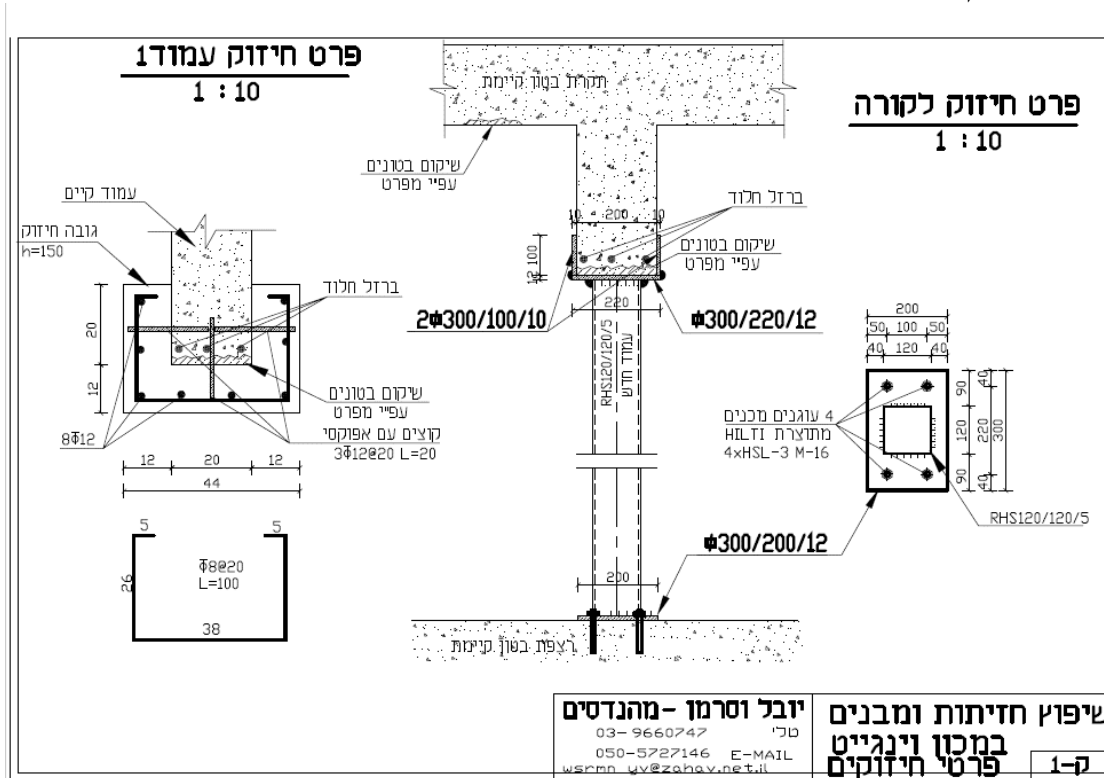 פרט חיזוק עמוד1
1 : 10
עמוד קיים
גובה חיזוק
h=150
ברזל חלוד
20
12
שיקום בטונים
עפ״י מפרט
קוצים עם אפוקסי
3Φ12@20 L=20
8Φ12
12 20 12
44
5 5
Φ8@20
L=100
26
38
תקרת בטון קיימת
שיקום בטונים
עפ״י מפרט
ברזל חלוד
10 200 10
שיקום בטונים
עפ״י מפרט
100
12
220
2Φ300/100/10
Φ300/220/12
RHS120/120/5
עמוד חדש
Φ300/200/12
200
רצפת בטון קיימת
פרט חיזוק לקורה
1 : 10
200
50 100 50
40 120 40
4 עוגנים מכנים
מתוצרת HILTI
4xHSL-3 M-16
90 120 90
40 220 40
300
RHS120/120/5
יובל וסרמן - מהנדסים
טל׳ 03-9660747
050-5727146 E-MAIL
wsrmn_yv@zahav.net.il
שיפוץ חזיתות ומבנים
במכון וינגייט
פרטי חיזוקים
ק-1